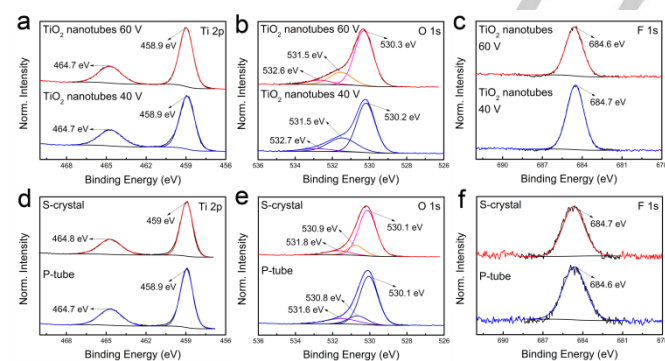 a
TiO₂ nanotubes 60 V
Ti 2p
458.9 eV
464.7 eV
TiO₂ nanotubes 40 V
458.9 eV
464.7 eV
Norm. Intensity
468 465 462 459 456
Binding Energy (eV)
b
TiO₂ nanotubes 60 V
O 1s
530.3 eV
531.5 eV
532.6 eV
TiO₂ nanotubes 40 V
530.2 eV
531.5 eV
532.7 eV
Norm. Intensity
536 534 532 530 528 526
Binding Energy (eV)
c
F 1s
684.6 eV
TiO₂ nanotubes
60 V
684.7 eV
TiO₂ nanotubes
40 V
Norm. Intensity
690 687 684 681
Binding Energy (eV)
d
S-crystal
Ti 2p
459 eV
464.8 eV
P-tube
458.9 eV
464.7 eV
Norm. Intensity
468 465 462 459 456
Binding Energy (eV)
e
S-crystal
O 1s
530.1 eV
530.9 eV
531.8 eV
P-tube
530.1 eV
530.8 eV
531.6 eV
Norm. Intensity
536 534 532 530 528 526
Binding Energy (eV)
f
S-crystal
F 1s
684.7 eV
P-tube
684.6 eV
Norm. Intensity
690 687 684 681
Binding Energy (eV)